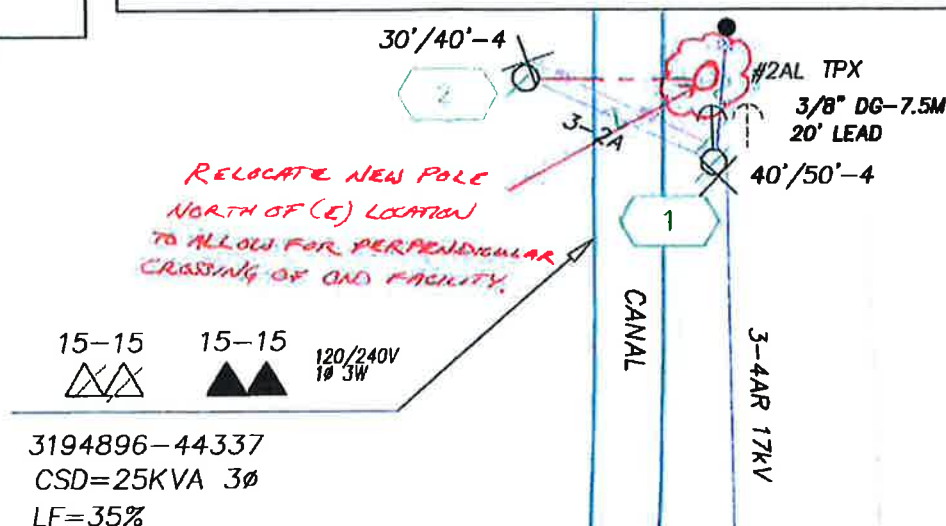 30'/40'-4
2
#2AL TPX
3/8" DG-7.5M
20' LEAD
3-2A
40'/50'-4
1
RELOCATE NEW POLE
NORTH OF (E) LOCATION
TO ALLOW FOR PERPENDICULAR
CROSSING OF OID FACILITY.
CANAL
3-4AR 17kV
15-15
15-15
120/240V
1ø 3W
3194896-44337
CSD=25KVA 3ø
LF=35%